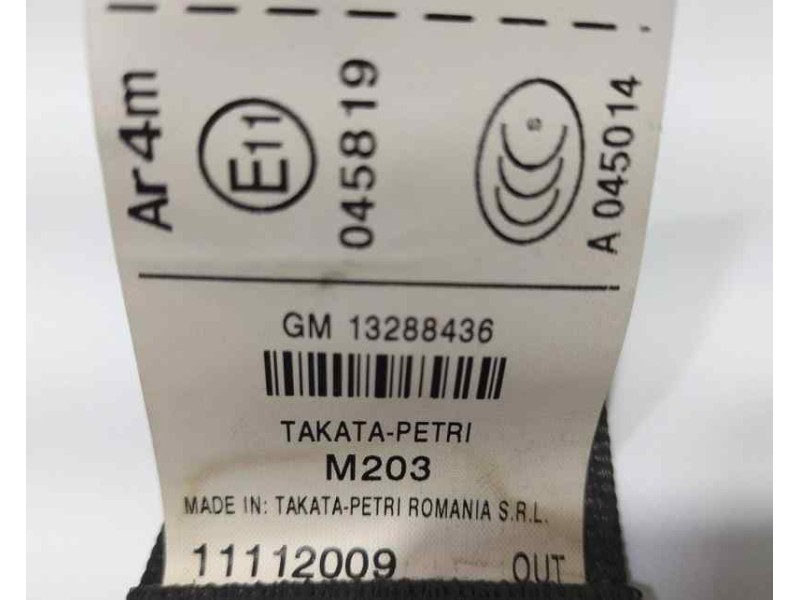 Ar4m
E11
045819
S
A 045014
GM 13288436
TAKATA-PETRI
M203
MADE IN: TAKATA-PETRI ROMANIA S.R.L.
11112009 OUT